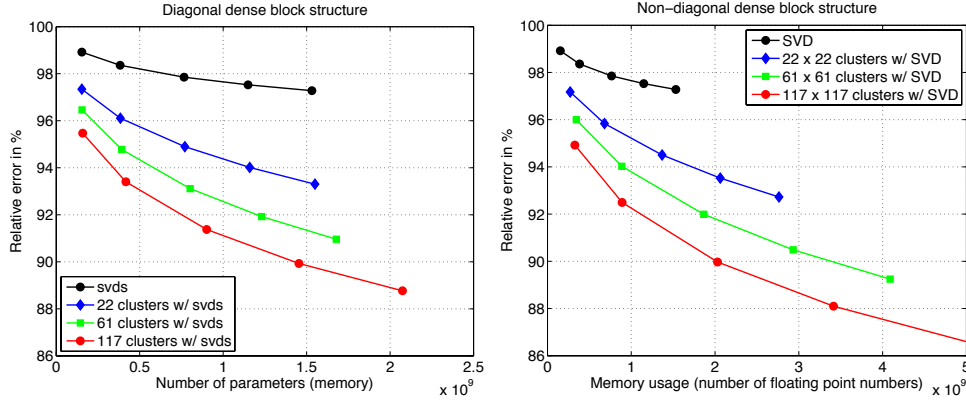 Diagonal dense block structure
100
98
96
94
92
90
88
86
Relative error in %
svds
22 clusters w/ svds
61 clusters w/ svds
117 clusters w/ svds
0
0.5
1
1.5
2
2.5
x 10^9
Number of parameters (memory)
Non-diagonal dense block structure
100
98
96
94
92
90
88
86
Relative error in %
SVD
22 x 22 clusters w/ SVD
61 x 61 clusters w/ SVD
117 x 117 clusters w/ SVD
0
1
2
3
4
5
x 10^9
Memory usage (number of floating point numbers)